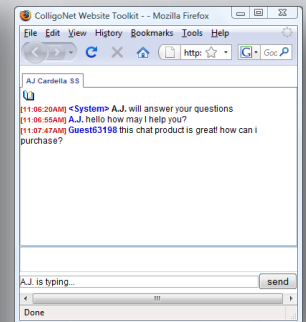 ColligoNet Website Toolkit - - Mozilla Firefox
File Edit View History Bookmarks Tools Help
http: G Goc
AJ Cardella SS
[11:06:20AM] <System> A.J. will answer your questions
[11:06:55AM] A.J. hello how may I help you?
[11:07:47AM] Guest63198 this chat product is great! how can i
purchase?
A.J. is typing... send
Done